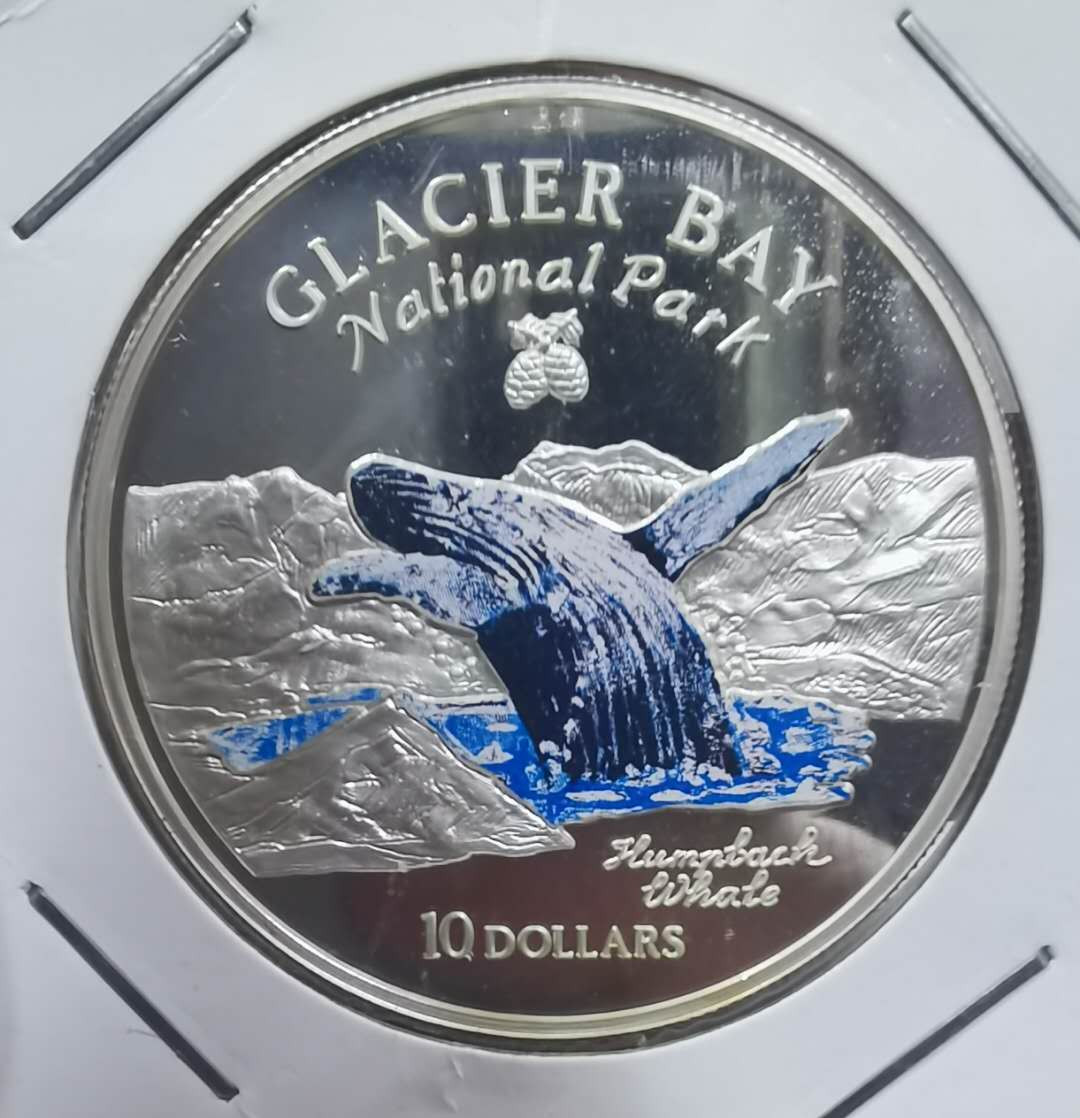 GLACIER BAY
National Park
Humpback
Whale
10 DOLLARS